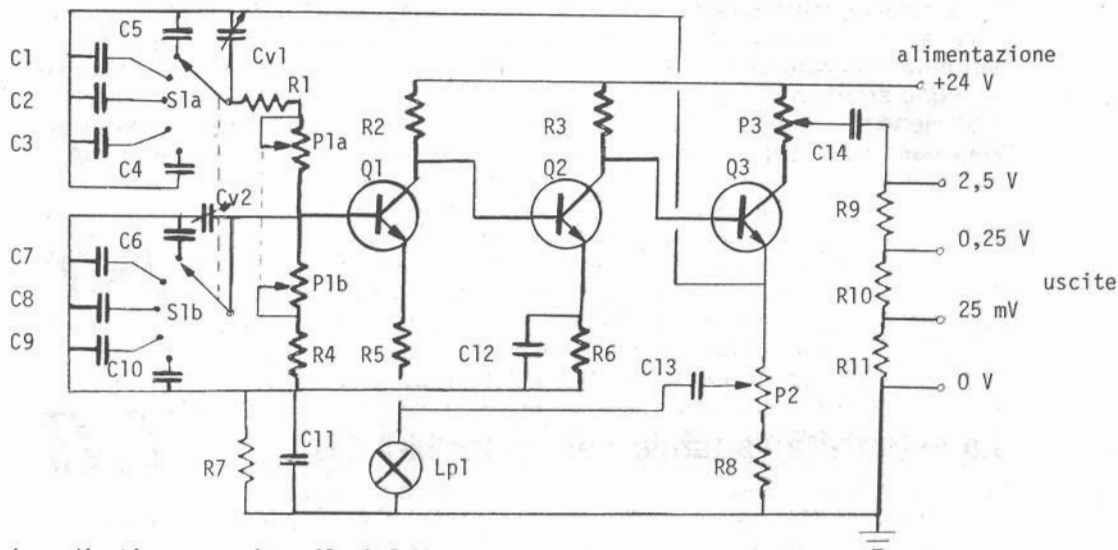 C5
C1
Cv1
alimentazione
+24 V
R1
C2
S1a
R2
R3
P3
C3
P1a
C14
C4
Q1
Q2
Q3
2,5 V
Cv2
R9
C6
0,25 V
C7
P1b
uscite
C8
S1b
R10
25 mV
C9
C10
R4
R5
C12
R6
C13
R11
P2
0 V
R7
C11
Lp1
R8